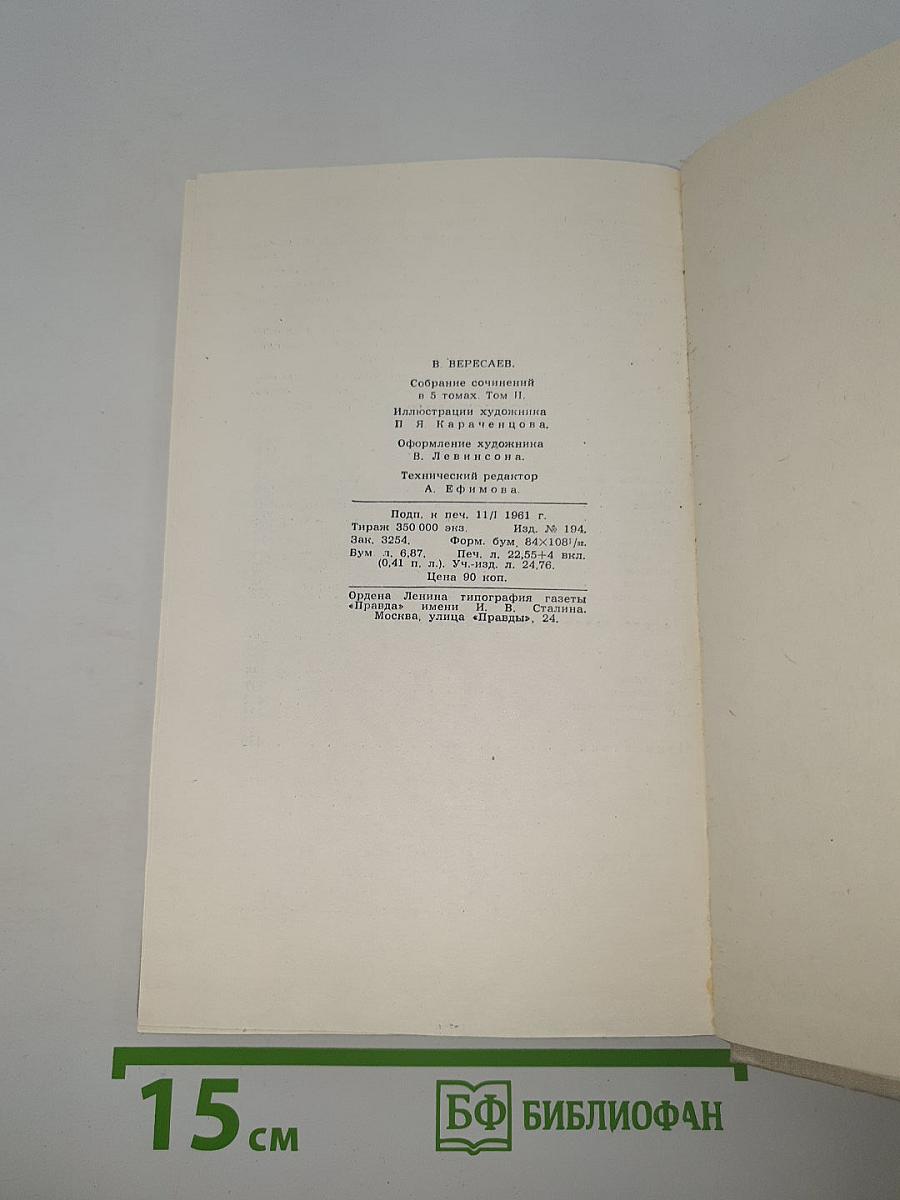 В. ВЕРЕСАЕВ.
Собрание сочинений
в 5 томах. Том II.
Иллюстрации художника
П. Я. Караченцова.
Оформление художника
В. Левинсона.
Технический редактор
А. Ефимова.
Подп. к печ. 11/I 1961 г.
Тираж 350 000 экз. Изд. № 194.
Зак. 3254. Форм. бум. 84×108¹/₃₂.
Бум. л. 6,87. Печ. л. 22,55+4 вкл.
(0,41 п. л.). Уч.-изд. л. 24,76.
Цена 90 коп.
Ордена Ленина типография газеты
«Правда» имени И. В. Сталина.
Москва, улица «Правды», 24.
15 см
БФ БИБЛИОФАН